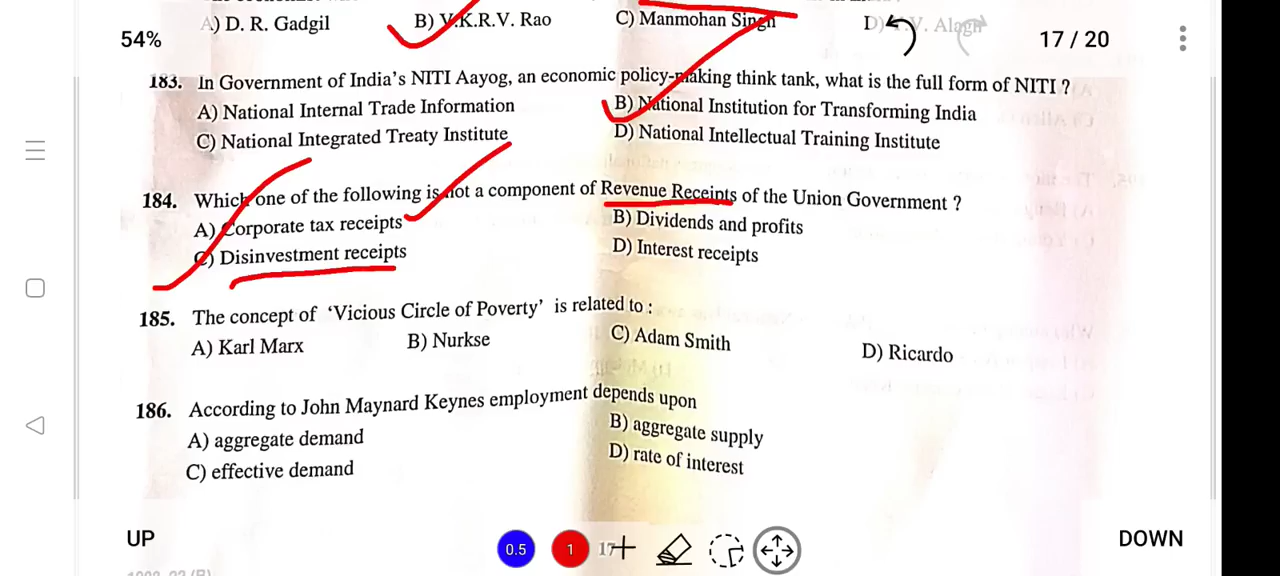 A) D. R. Gadgil B) V.K.R.V. Rao C) Manmohan Singh D) Alagh
54%
17 / 20
183. In Government of India's NITI Aayog, an economic policy-making think tank, what is the full form of NITI ?
A) National Internal Trade Information B) National Institution for Transforming India
C) National Integrated Treaty Institute D) National Intellectual Training Institute
184. Which one of the following is not a component of Revenue Receipts of the Union Government ?
A) Corporate tax receipts B) Dividends and profits
C) Disinvestment receipts D) Interest receipts
185. The concept of 'Vicious Circle of Poverty' is related to :
A) Karl Marx B) Nurkse C) Adam Smith D) Ricardo
186. According to John Maynard Keynes employment depends upon
A) aggregate demand B) aggregate supply
C) effective demand D) rate of interest
UP DOWN
0.5 1 17